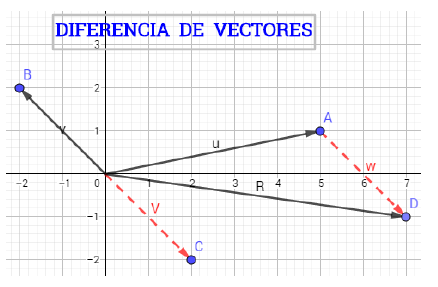 DIFERENCIA DE VECTORES
3
B
2
v
A
1
u
w
−2 −1 0 1 2 3 4 5 6 7
R
V
D
−1
C
−2